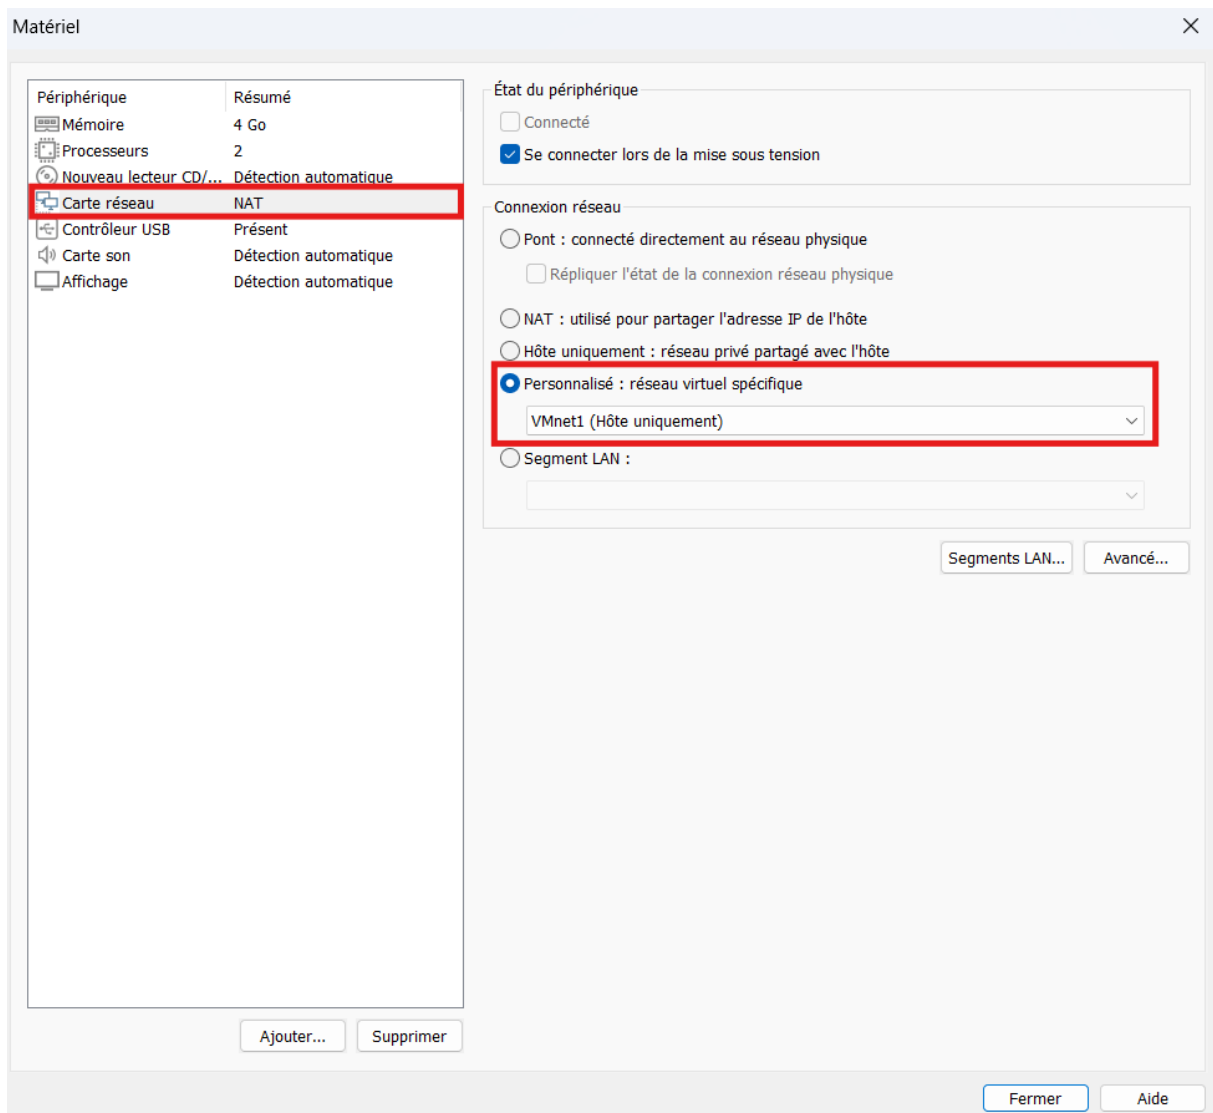 Matériel
Périphérique Résumé
Mémoire 4 Go
Processeurs 2
Nouveau lecteur CD/... Détection automatique
Carte réseau NAT
Contrôleur USB Présent
Carte son Détection automatique
Affichage Détection automatique
Ajouter... Supprimer
État du périphérique
Connecté
Se connecter lors de la mise sous tension
Connexion réseau
Pont : connecté directement au réseau physique
Répliquer l'état de la connexion réseau physique
NAT : utilisé pour partager l'adresse IP de l'hôte
Hôte uniquement : réseau privé partagé avec l'hôte
Personnalisé : réseau virtuel spécifique
VMnet1 (Hôte uniquement)
Segment LAN :
Segments LAN... Avancé...
Fermer Aide